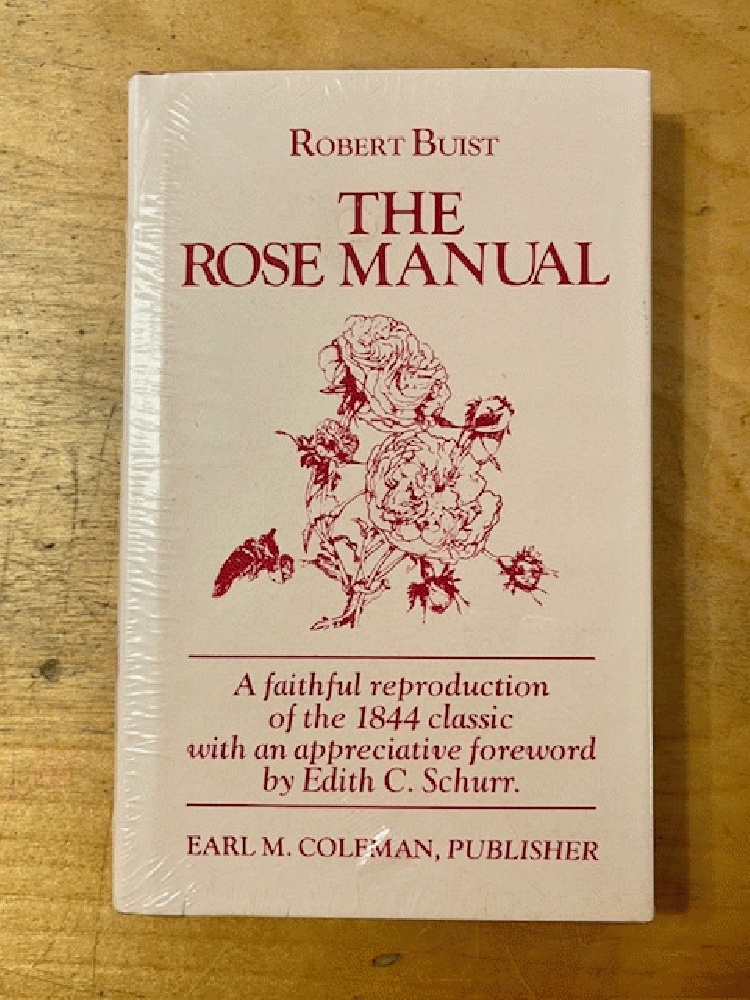 ROBERT BUIST
THE
ROSE MANUAL
A faithful reproduction
of the 1844 classic
with an appreciative foreword
by Edith C. Schurr.
EARL M. COLEMAN, PUBLISHER